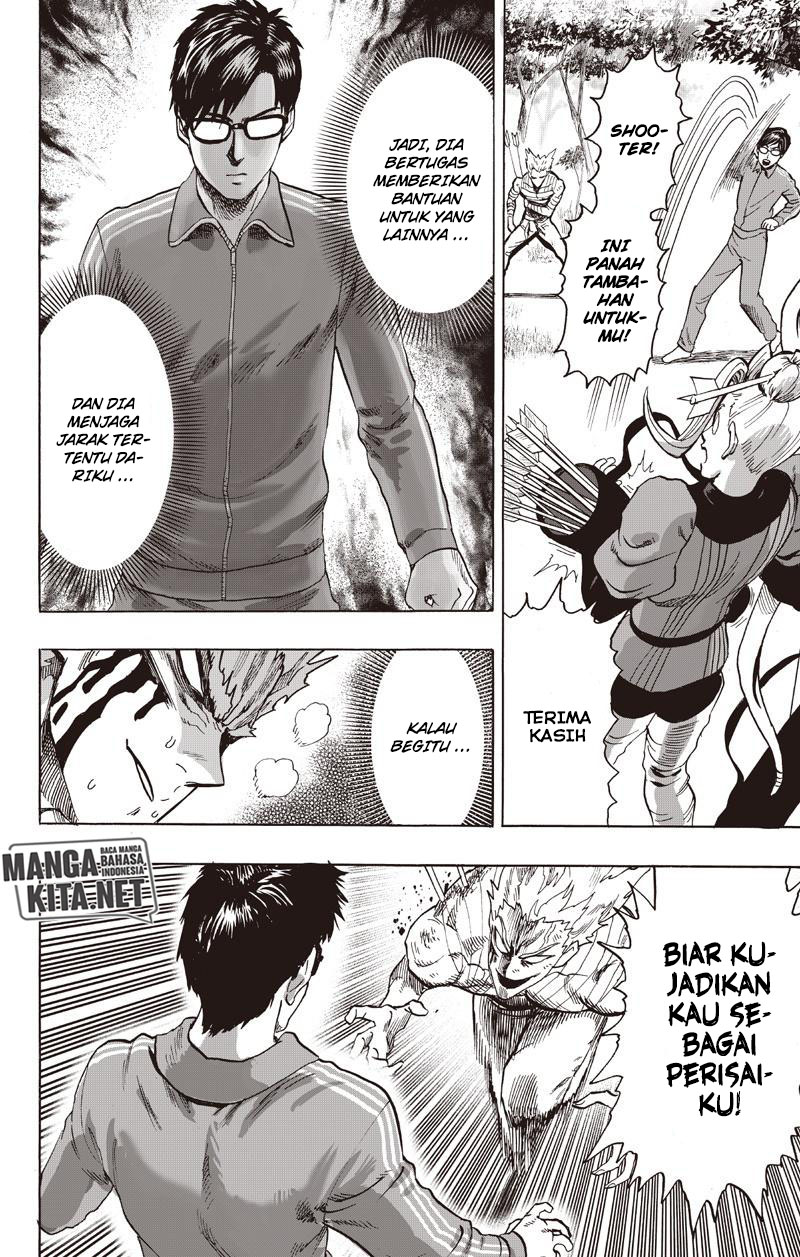 SHOO-
TER!
INI
PANAH
TAMBA-
HAN
UNTUK-
MU!
TERIMA
KASIH
JADI, DIA
BERTUGAS
MEMBERIKAN
BANTUAN
UNTUK YANG
LAINNYA ...
DAN DIA
MENJAGA
JARAK TER-
TENTU DA-
RIKU ...
KALAU
BEGITU ...
BIAR KU-
JADIKAN
KAU SE-
BAGAI
PERISAI-
KU!
MANGA
KITA.NET
BACA MANGA
BAHASA
INDONESIA